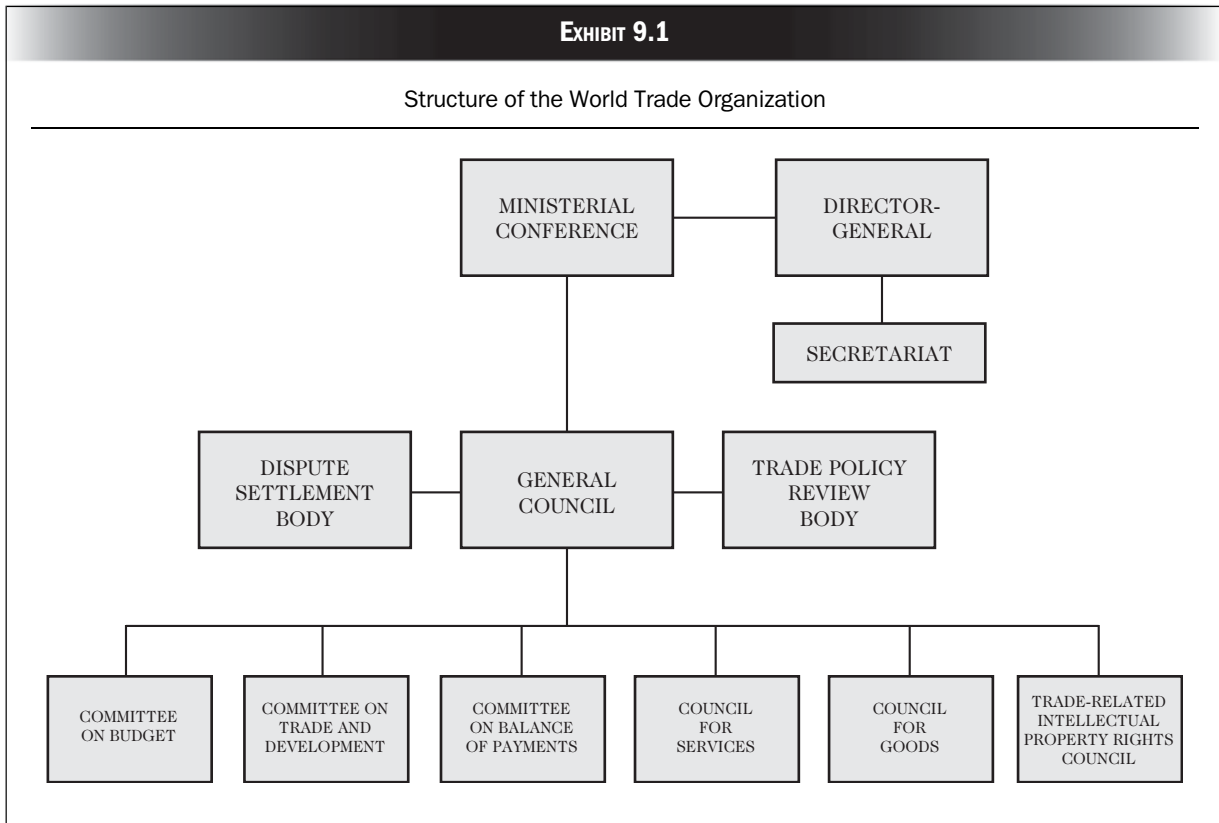 EXHIBIT 9.1
Structure of the World Trade Organization
MINISTERIAL
CONFERENCE
DIRECTOR-
GENERAL
SECRETARIAT
DISPUTE
SETTLEMENT
BODY
GENERAL
COUNCIL
TRADE POLICY
REVIEW
BODY
COMMITTEE
ON BUDGET
COMMITTEE ON
TRADE AND
DEVELOPMENT
COMMITTEE
ON BALANCE
OF PAYMENTS
COUNCIL
FOR
SERVICES
COUNCIL
FOR
GOODS
TRADE-RELATED
INTELLECTUAL
PROPERTY RIGHTS
COUNCIL